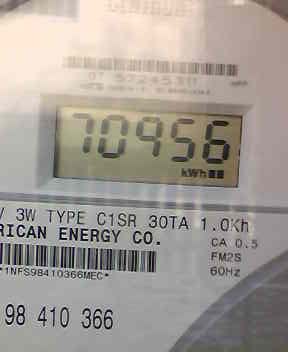 70956
kWh
3W TYPE C1SR 30TA 1.0Kh
RICAN ENERGY CO.
CA 0.5
FM2S
60Hz
*1NFS98410366MEC*
98 410 366